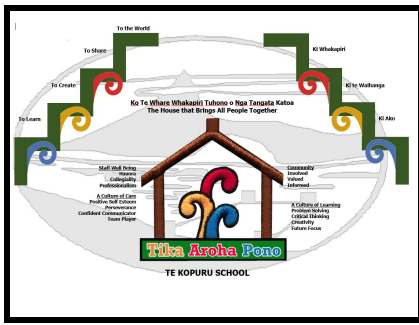 To the World
To Share
To Create
To Learn
Ki Whakapiri
Ki te Waihanga
Ki Ako
Ko Te Whare Whakapiri Tuhono o Nga Tangata Katoa
The House that Brings All People Together
Staff Well Being
Hauora
Collegiality
Professionalism
A Culture of Care
Positive Self Esteem
Perseverance
Confident Communicator
Team Player
Community
Involved
Valued
Informed
A Culture of Learning
Problem Solving
Critical Thinking
Creativity
Future Focus
Tika Aroha Pono
TE KOPURU SCHOOL